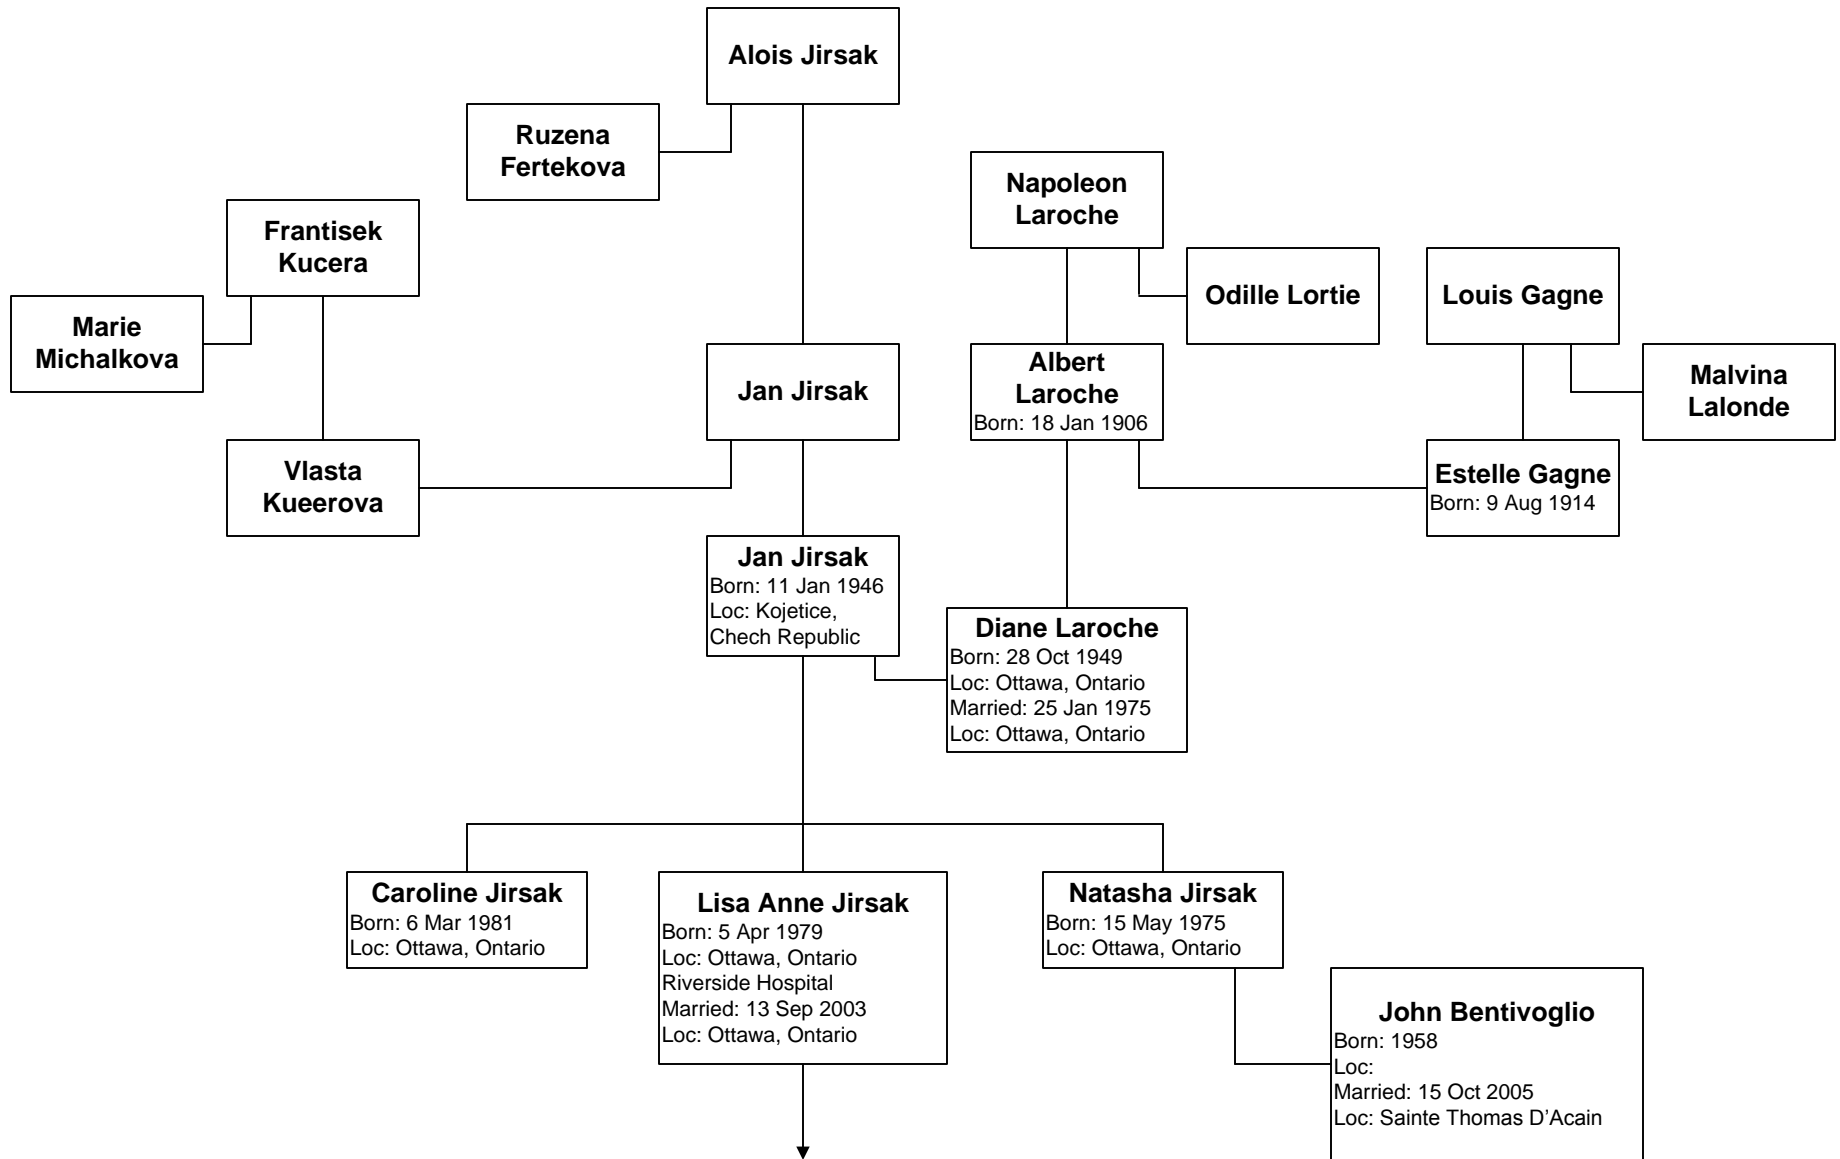 Alois Jirsak
Ruzena
Fertekova
Napoleon
Laroche
Frantisek
Kucera
Odille Lortie
Louis Gagne
Marie
Michalkova
Jan Jirsak
Albert
Laroche
Born: 18 Jan 1906
Malvina
Lalonde
Vlasta
Kueerova
Estelle Gagne
Born: 9 Aug 1914
Jan Jirsak
Born: 11 Jan 1946
Loc: Kojetice,
Chech Republic
Diane Laroche
Born: 28 Oct 1949
Loc: Ottawa, Ontario
Married: 25 Jan 1975
Loc: Ottawa, Ontario
Caroline Jirsak
Born: 6 Mar 1981
Loc: Ottawa, Ontario
Lisa Anne Jirsak
Born: 5 Apr 1979
Loc: Ottawa, Ontario
Riverside Hospital
Married: 13 Sep 2003
Loc: Ottawa, Ontario
Natasha Jirsak
Born: 15 May 1975
Loc: Ottawa, Ontario
John Bentivoglio
Born: 1958
Loc:
Married: 15 Oct 2005
Loc: Sainte Thomas D’Acain